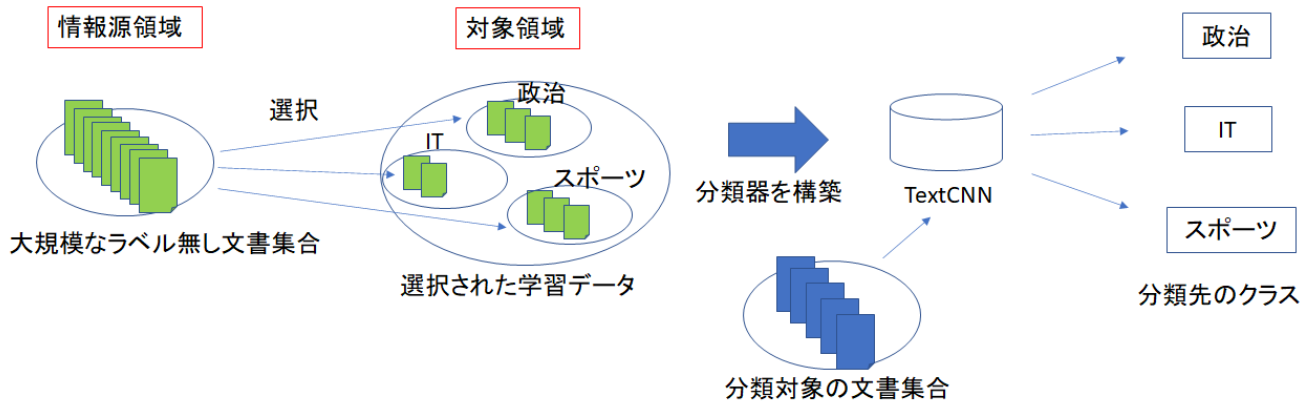 情報源領域
対象領域
選択
政治
IT
スポーツ
大規模なラベル無し文書集合
選択された学習データ
分類器を構築
TextCNN
分類対象の文書集合
政治
IT
スポーツ
分類先のクラス